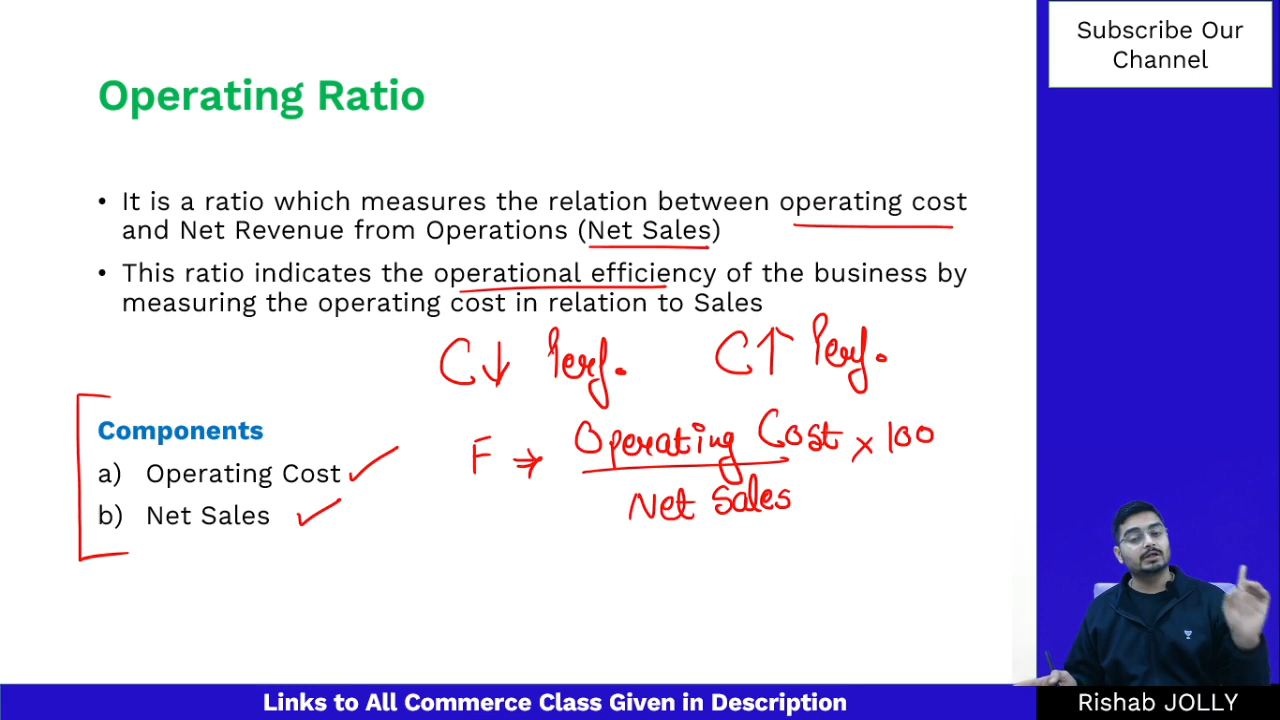 Subscribe Our
Channel
Operating Ratio
• It is a ratio which measures the relation between operating cost
and Net Revenue from Operations (Net Sales)
• This ratio indicates the operational efficiency of the business by
measuring the operating cost in relation to Sales
C↓ Perf. C↑ Perf.
Components
a) Operating Cost
b) Net Sales
F ⇒ Operating Cost × 100
Net Sales
Links to All Commerce Class Given in Description
Rishab JOLLY